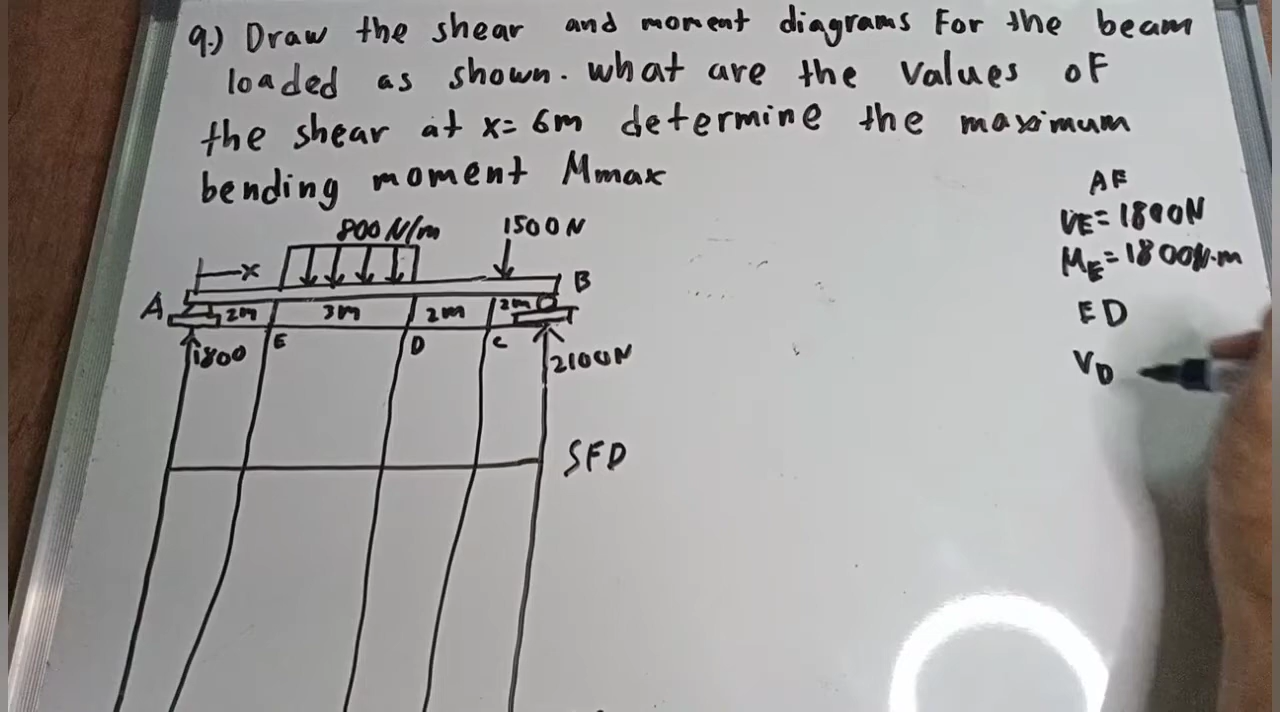 9.) Draw the shear and moment diagrams For the beam
loaded as shown. what are the values of
the shear at x= 6m determine the maximum
bending moment Mmax
800 N/m
1500N
x
A
B
2m
3m
2m
2m
1800
E
D
C
2100N
SFD
AF
VE=1800N
ME=1800N.m
ED
VD